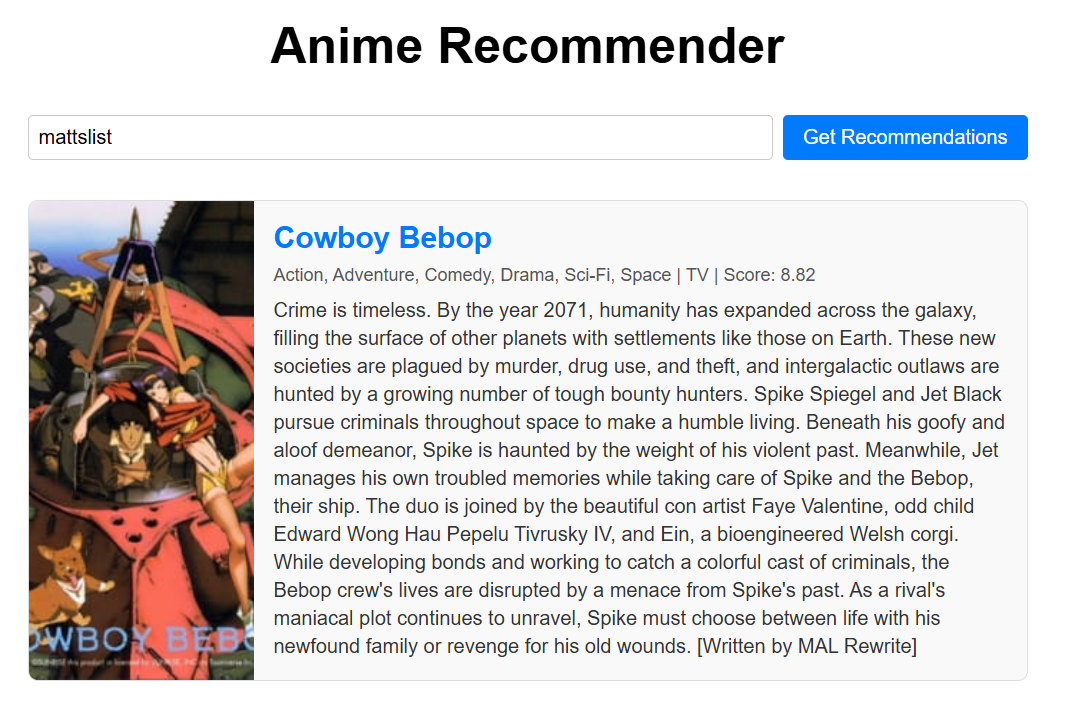 Anime Recommender
mattslist
Get Recommendations
Cowboy Bebop
Action, Adventure, Comedy, Drama, Sci-Fi, Space | TV | Score: 8.82
Crime is timeless. By the year 2071, humanity has expanded across the galaxy,
filling the surface of other planets with settlements like those on Earth. These new
societies are plagued by murder, drug use, and theft, and intergalactic outlaws are
hunted by a growing number of tough bounty hunters. Spike Spiegel and Jet Black
pursue criminals throughout space to make a humble living. Beneath his goofy and
aloof demeanor, Spike is haunted by the weight of his violent past. Meanwhile, Jet
manages his own troubled memories while taking care of Spike and the Bebop,
their ship. The duo is joined by the beautiful con artist Faye Valentine, odd child
Edward Wong Hau Pepelu Tivrusky IV, and Ein, a bioengineered Welsh corgi.
While developing bonds and working to catch a colorful cast of criminals, the
Bebop crew's lives are disrupted by a menace from Spike's past. As a rival's
maniacal plot continues to unravel, Spike must choose between life with his
newfound family or revenge for his old wounds. [Written by MAL Rewrite]
OWBOY BEBO